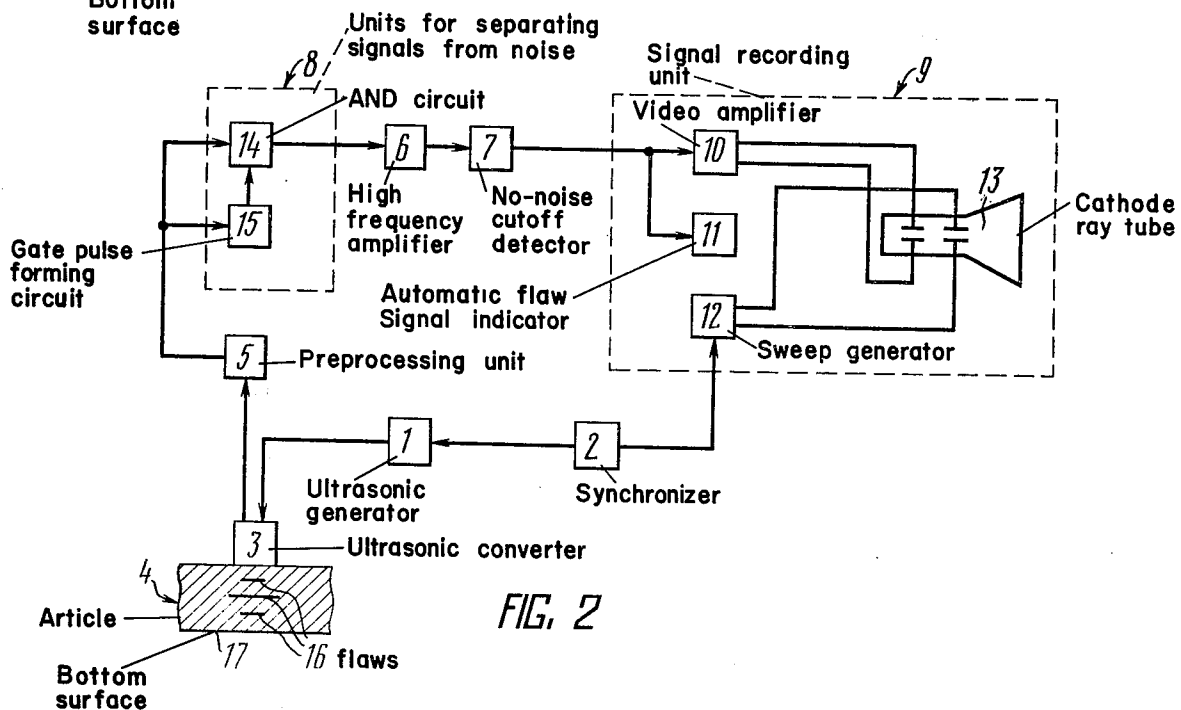 Bottom
surface
Units for separating
signals from noise
8
AND circuit
14
15
Gate pulse
forming
circuit
6
High
frequency
amplifier
7
No-noise
cutoff
detector
Signal recording
unit
9
Video amplifier
10
11
Automatic flaw
Signal indicator
12
Sweep generator
13
Cathode
ray tube
5
Preprocessing unit
1
Ultrasonic
generator
2
Synchronizer
3
Ultrasonic converter
4
Article
17
16 flaws
Bottom
surface
FIG. 2